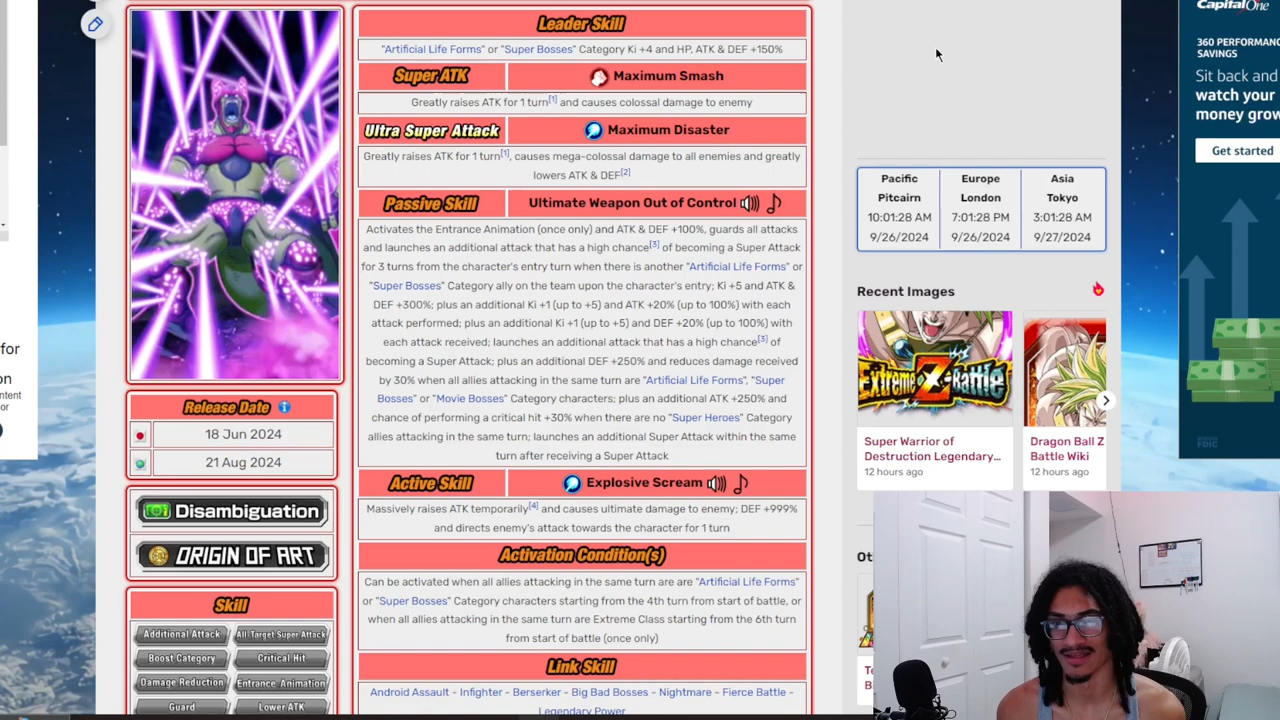 Leader Skill
"Artificial Life Forms" or "Super Bosses" Category Ki +4 and HP, ATK & DEF +150%
Super ATK
Maximum Smash
Greatly raises ATK for 1 turn[1] and causes colossal damage to enemy
Ultra Super Attack
Maximum Disaster
Greatly raises ATK for 1 turn[1], causes mega-colossal damage to all enemies and greatly
lowers ATK & DEF[2]
Passive Skill
Ultimate Weapon Out of Control
Activates the Entrance Animation (once only) and ATK & DEF +100%, guards all attacks
and launches an additional attack that has a high chance[3] of becoming a Super Attack
for 3 turns from the character's entry turn when there is another "Artificial Life Forms" or
"Super Bosses" Category ally on the team upon the character's entry; Ki +5 and ATK &
DEF +300%; plus an additional Ki +1 (up to +5) and ATK +20% (up to 100%) with each
attack performed; plus an additional Ki +1 (up to +5) and DEF +20% (up to 100%) with
each attack received; launches an additional attack that has a high chance[3] of
becoming a Super Attack; plus an additional DEF +250% and reduces damage received
by 30% when all allies attacking in the same turn are "Artificial Life Forms", "Super
Bosses" or "Movie Bosses" Category characters; plus an additional ATK +250% and
chance of performing a critical hit +30% when there are no "Super Heroes" Category
allies attacking in the same turn; launches an additional Super Attack within the same
turn after receiving a Super Attack
Active Skill
Explosive Scream
Massively raises ATK temporarily[4] and causes ultimate damage to enemy; DEF +999%
and directs enemy's attack towards the character for 1 turn
Activation Condition(s)
Can be activated when all allies attacking in the same turn are are "Artificial Life Forms"
or "Super Bosses" Category characters starting from the 4th turn from start of battle, or
when all allies attacking in the same turn are Extreme Class starting from the 6th turn
from start of battle (once only)
Link Skill
Android Assault - Infighter - Berserker - Big Bad Bosses - Nightmare - Fierce Battle -
Legendary Power
Release Date
18 Jun 2024
21 Aug 2024
Disambiguation
ORIGIN OF ART
Skill
Additional Attack
All-Target Super Attack
Boost Category
Critical Hit
Damage Reduction
Entrance Animation
Guard
Lower ATK
for
on
ntent
or
Pacific
Pitcairn
10:01:28 AM
9/26/2024
Europe
London
7:01:28 PM
9/26/2024
Asia
Tokyo
3:01:28 AM
9/27/2024
Recent Images
Extreme Z-Battle
Super Warrior of
Destruction Legendary...
12 hours ago
Dragon Ball Z
Battle Wiki
12 hours ago
Ot
Te
Ba
Capital One
360 PERFORMANC
SAVINGS
Sit back and
watch your
money grow
Get started
FDIC